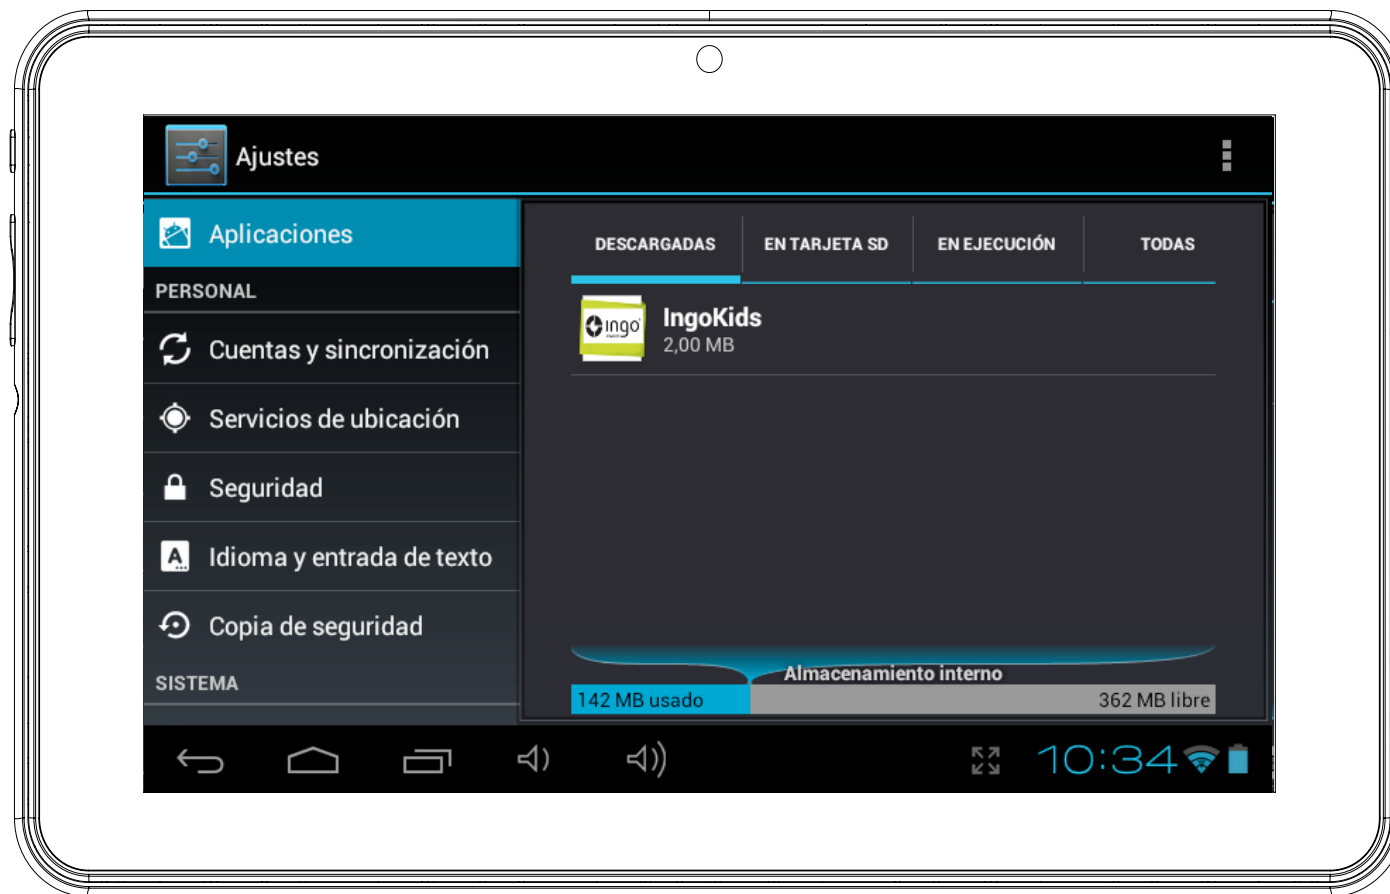 Ajustes
Aplicaciones
PERSONAL
Cuentas y sincronización
Servicios de ubicación
Seguridad
Idioma y entrada de texto
Copia de seguridad
SISTEMA
DESCARGADAS EN TARJETA SD EN EJECUCIÓN TODAS
ingo
IngoKids
2,00 MB
Almacenamiento interno
142 MB usado 362 MB libre
10:34